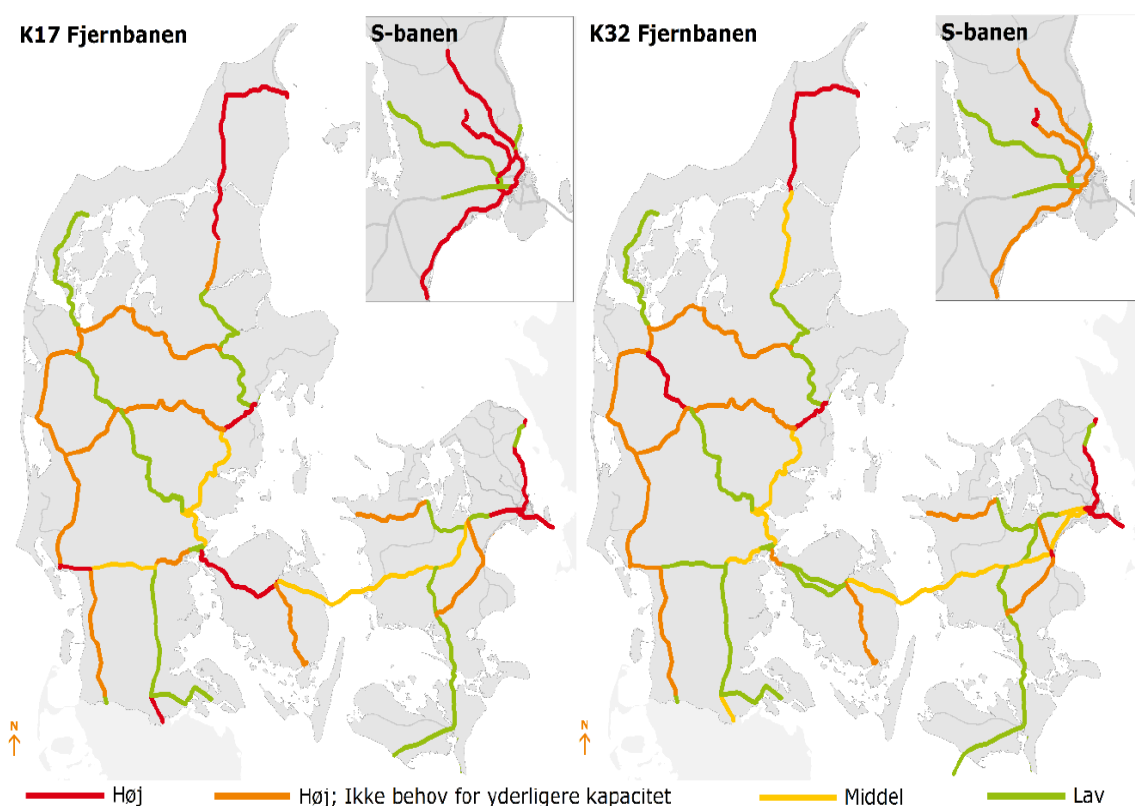 K17 Fjernbanen
S-banen
K32 Fjernbanen
S-banen
N
N
Høj
Høj; Ikke behov for yderligere kapacitet
Middel
Lav